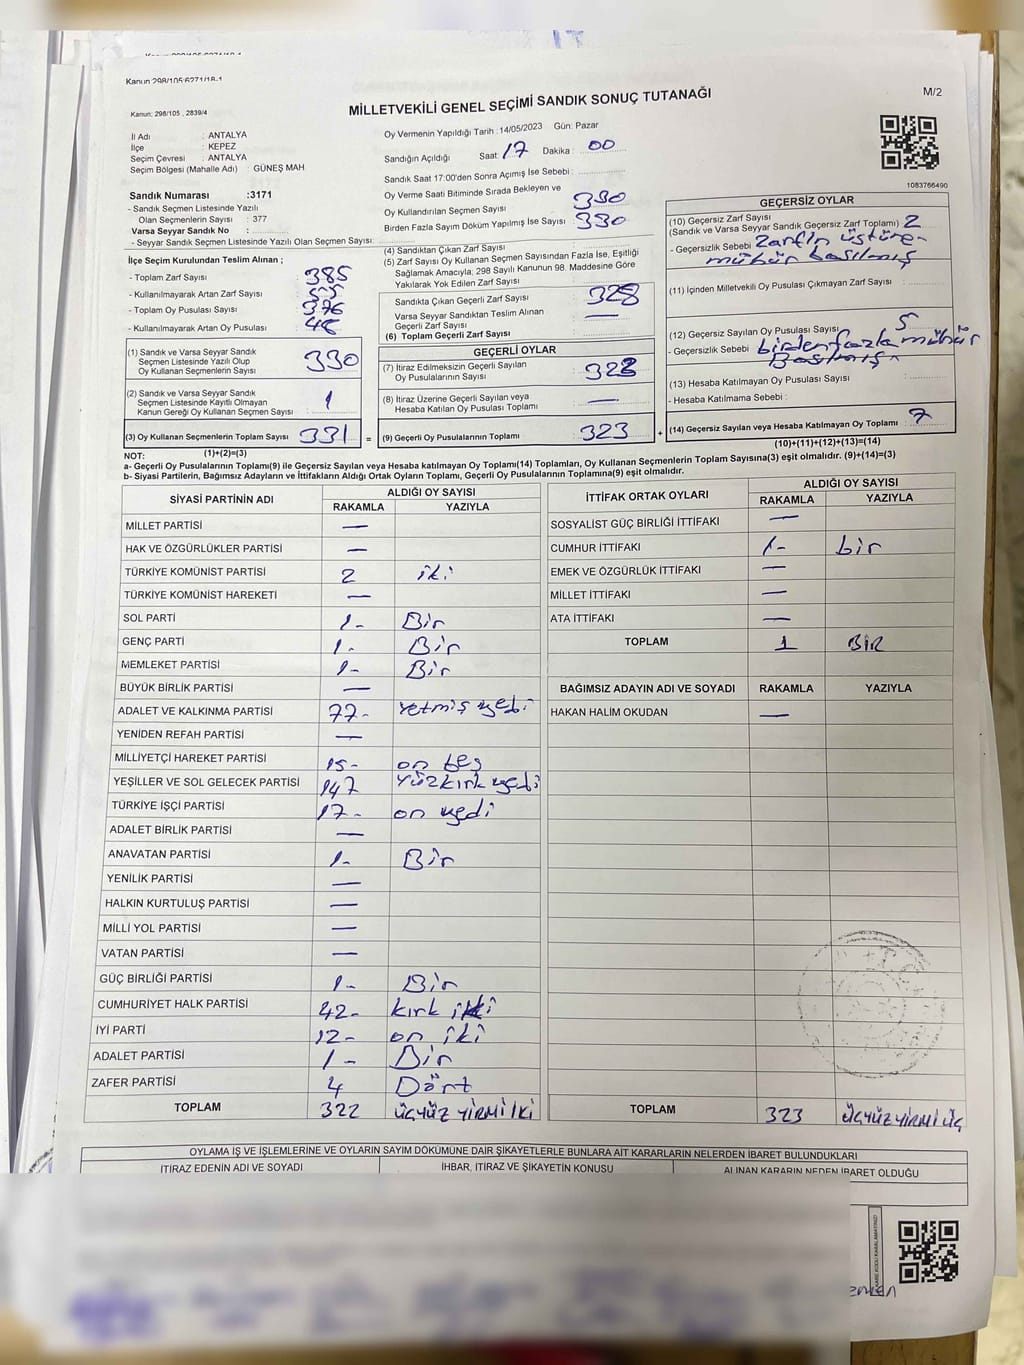 Kanun 298/105 6271/18-1
Kanun: 298/105 , 2839/4
MİLLETVEKİLİ GENEL SEÇİMİ SANDIK SONUÇ TUTANAĞI
M/2
İl Adı : ANTALYA
İlçe : KEPEZ
Seçim Çevresi : ANTALYA
Seçim Bölgesi (Mahalle Adı) : GÜNEŞ MAH
Sandık Numarası :3171
- Sandık Seçmen Listesinde Yazılı
Olan Seçmenlerin Sayısı : 377
Varsa Seyyar Sandık No :
- Seyyar Sandık Seçmen Listesinde Yazılı Olan Seçmen Sayısı:
İlçe Seçim Kurulundan Teslim Alınan ;
- Toplam Zarf Sayısı : 385
- Kullanılmayarak Artan Zarf Sayısı : 55
- Toplam Oy Pusulası Sayısı : 376
- Kullanılmayarak Artan Oy Pusulası : 46
(1) Sandık ve Varsa Seyyar Sandık
Seçmen Listesinde Yazılı Olup
Oy Kullanan Seçmenlerin Sayısı : 330
(2) Sandık ve Varsa Seyyar Sandık
Seçmen Listesinde Kayıtlı Olmayan
Kanun Gereği Oy Kullanan Seçmen Sayısı : 1
(3) Oy Kullanan Seçmenlerin Toplam Sayısı : 331 =
(1)+(2)=(3)
Oy Vermenin Yapıldığı Tarih :14/05/2023 Gün: Pazar
Sandığın Açıldığı Saat : 17 Dakika : 00
Sandık Saat 17:00'den Sonra Açımış İse Sebebi :
Oy Verme Saati Bitiminde Sırada Bekleyen ve
Oy Kullandırılan Seçmen Sayısı : 330
Birden Fazla Sayım Döküm Yapılmış İse Sayısı : 330
(4) Sandıktan Çıkan Zarf Sayısı :
(5) Zarf Sayısı Oy Kullanan Seçmen Sayısından Fazla İse, Eşitliği
Sağlamak Amacıyla; 298 Sayılı Kanunun 98. Maddesine Göre
Yakılarak Yok Edilen Zarf Sayısı :
Sandıkta Çıkan Geçerli Zarf Sayısı : 328
Varsa Seyyar Sandıktan Teslim Alınan
Geçerli Zarf Sayısı : —
(6) Toplam Geçerli Zarf Sayısı :
GEÇERLİ OYLAR
(7) İtiraz Edilmeksizin Geçerli Sayılan
Oy Pusulalarının Sayısı : 323
(8) İtiraz Üzerine Geçerli Sayılan veya
Hesaba Katılan Oy Pusulası Toplamı : —
(9) Geçerli Oy Pusulalarının Toplamı : 323 +
1083766490
GEÇERSİZ OYLAR
(10) Geçersiz Zarf Sayısı
(Sandık ve Varsa Seyyar Sandık Geçersiz Zarf Toplamı) : 2
- Geçersizlik Sebebi : Zarfın üstüne
mühür basılmış
(11) İçinden Milletvekili Oy Pusulası Çıkmayan Zarf Sayısı :
(12) Geçersiz Sayılan Oy Pusulası Sayısı : 5
- Geçersizlik Sebebi : birden fazla mühür
Basılmış
(13) Hesaba Katılmayan Oy Pusulası Sayısı :
- Hesaba Katılmama Sebebi :
(14) Geçersiz Sayılan veya Hesaba Katılmayan Oy Toplamı : 7
(10)+(11)+(12)+(13)=(14)
NOT:
a- Geçerli Oy Pusulalarının Toplamı(9) ile Geçersiz Sayılan veya Hesaba katılmayan Oy Toplamı(14) Toplamları, Oy Kullanan Seçmenlerin Toplam Sayısına(3) eşit olmalıdır. (9)+(14)=(3)
b- Siyasi Partilerin, Bağımsız Adayların ve İttifakların Aldığı Ortak Oyların Toplamı, Geçerli Oy Pusulalarının Toplamına(9) eşit olmalıdır.
SİYASİ PARTİNİN ADI ALDIĞI OY SAYISI
RAKAMLA YAZIYLA
MİLLET PARTİSİ —
HAK VE ÖZGÜRLÜKLER PARTİSİ —
TÜRKİYE KOMÜNİST PARTİSİ 2 iki
TÜRKİYE KOMÜNİST HAREKETİ —
SOL PARTİ 1- Bir
GENÇ PARTİ 1- Bir
MEMLEKET PARTİSİ 1- Bir
BÜYÜK BİRLİK PARTİSİ —
ADALET VE KALKINMA PARTİSİ 77- Yetmiş yedi
YENİDEN REFAH PARTİSİ —
MİLLİYETÇİ HAREKET PARTİSİ 15- on beş
YEŞİLLER VE SOL GELECEK PARTİSİ 147 Yüzkırk yedi
TÜRKİYE İŞÇİ PARTİSİ 17- on yedi
ADALET BİRLİK PARTİSİ —
ANAVATAN PARTİSİ 1- Bir
YENİLİK PARTİSİ —
HALKIN KURTULUŞ PARTİSİ —
MİLLİ YOL PARTİSİ —
VATAN PARTİSİ —
GÜÇ BİRLİĞİ PARTİSİ 1- Bir
CUMHURİYET HALK PARTİSİ 42- kırk iki
İYİ PARTİ 12- on iki
ADALET PARTİSİ 1- Bir
ZAFER PARTİSİ 4 Dört
TOPLAM 322 üçyüz YİRMİ İKİ
İTTİFAK ORTAK OYLARI ALDIĞI OY SAYISI
RAKAMLA YAZIYLA
SOSYALİST GÜÇ BİRLİĞİ İTTİFAKI —
CUMHUR İTTİFAKI 1- bir
EMEK VE ÖZGÜRLÜK İTTİFAKI —
MİLLET İTTİFAKI —
ATA İTTİFAKI —
TOPLAM 1 BİR
BAĞIMSIZ ADAYIN ADI VE SOYADI RAKAMLA YAZIYLA
HAKAN HALİM OKUDAN —
TOPLAM 323 üçyüz YİRMİ üç
OYLAMA İŞ VE İŞLEMLERİNE VE OYLARIN SAYIM DÖKÜMÜNE DAİR ŞİKAYETLERLE BUNLARA AİT KARARLARIN NELERDEN İBARET BULUNDUKLARI
İTİRAZ EDENİN ADI VE SOYADI İHBAR, İTİRAZ VE ŞİKAYETİN KONUSU ALINAN KARARIN NEDEN İBARET OLDUĞU